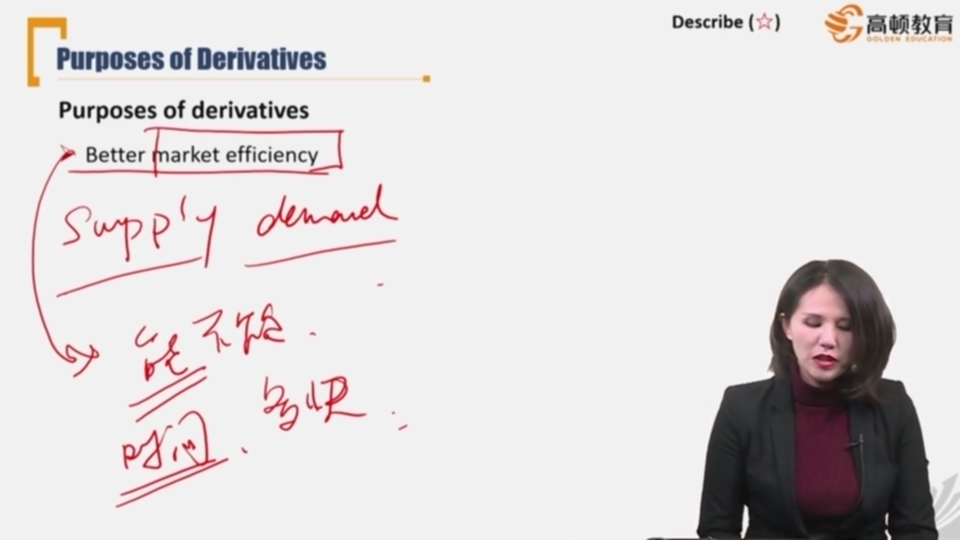 Describe (☆)
高顿教育
GOLDEN EDUCATION
Purposes of Derivatives
Purposes of derivatives
Better market efficiency
Supply demand
能不能.
时间、多快.